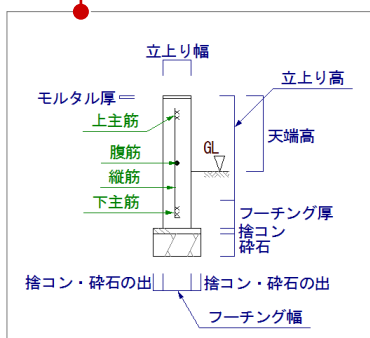 立上り幅
立上り高
モルタル厚
上主筋
天端高
腹筋
GL
縦筋
下主筋
フーチング厚
捨コン
砕石
捨コン・砕石の出
捨コン・砕石の出
フーチング幅